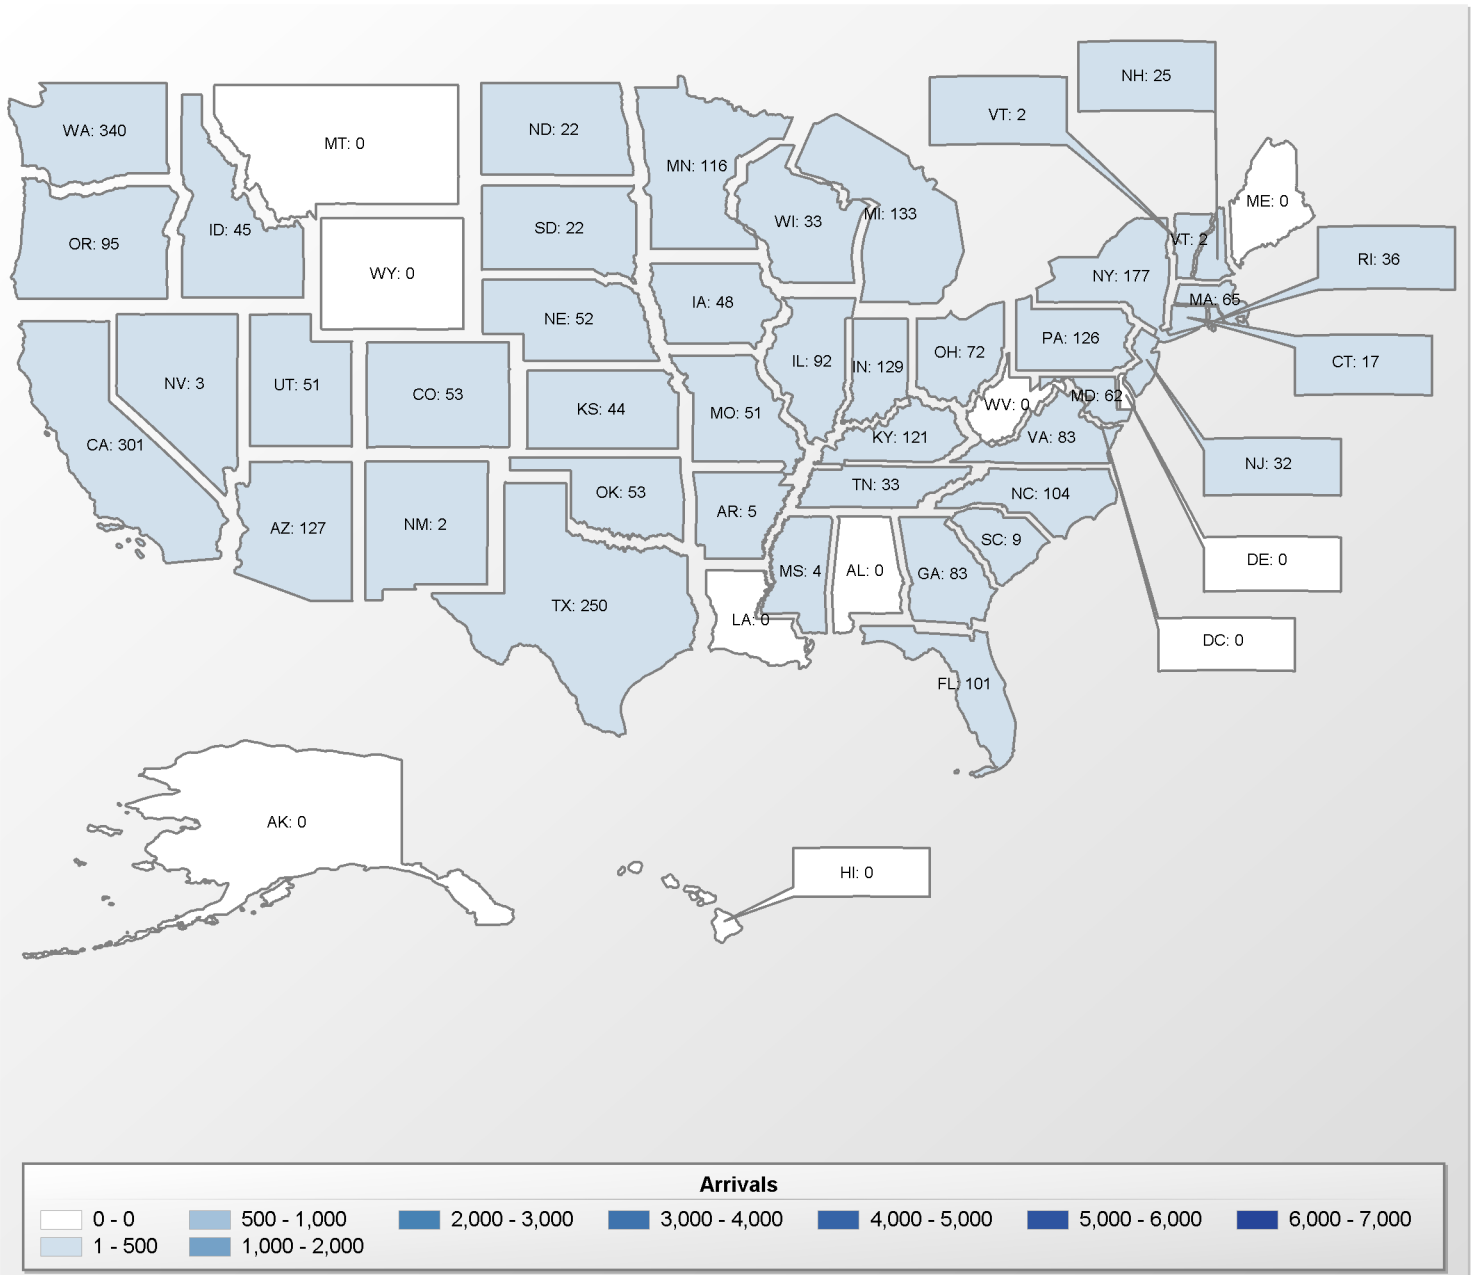 NH: 25
VT: 2
WA: 340
ND: 22
MT: 0
MN: 116
ME: 0
MI: 133
WI: 33
SD: 22
ID: 45
OR: 95
VT: 2
RI: 36
WY: 0
NY: 177
MA: 65
IA: 48
NE: 52
PA: 126
OH: 72
IL: 92
IN: 129
CT: 17
NV: 3
UT: 51
CO: 53
MD: 62
WV: 0
KS: 44
MO: 51
KY: 121
VA: 83
CA: 301
NJ: 32
TN: 33
OK: 53
NC: 104
AR: 5
NM: 2
AZ: 127
SC: 9
DE: 0
MS: 4
AL: 0
GA: 83
TX: 250
LA: 0
DC: 0
FL: 101
AK: 0
HI: 0
Arrivals
0 - 0
500 - 1,000
2,000 - 3,000
3,000 - 4,000
4,000 - 5,000
5,000 - 6,000
6,000 - 7,000
1 - 500
1,000 - 2,000